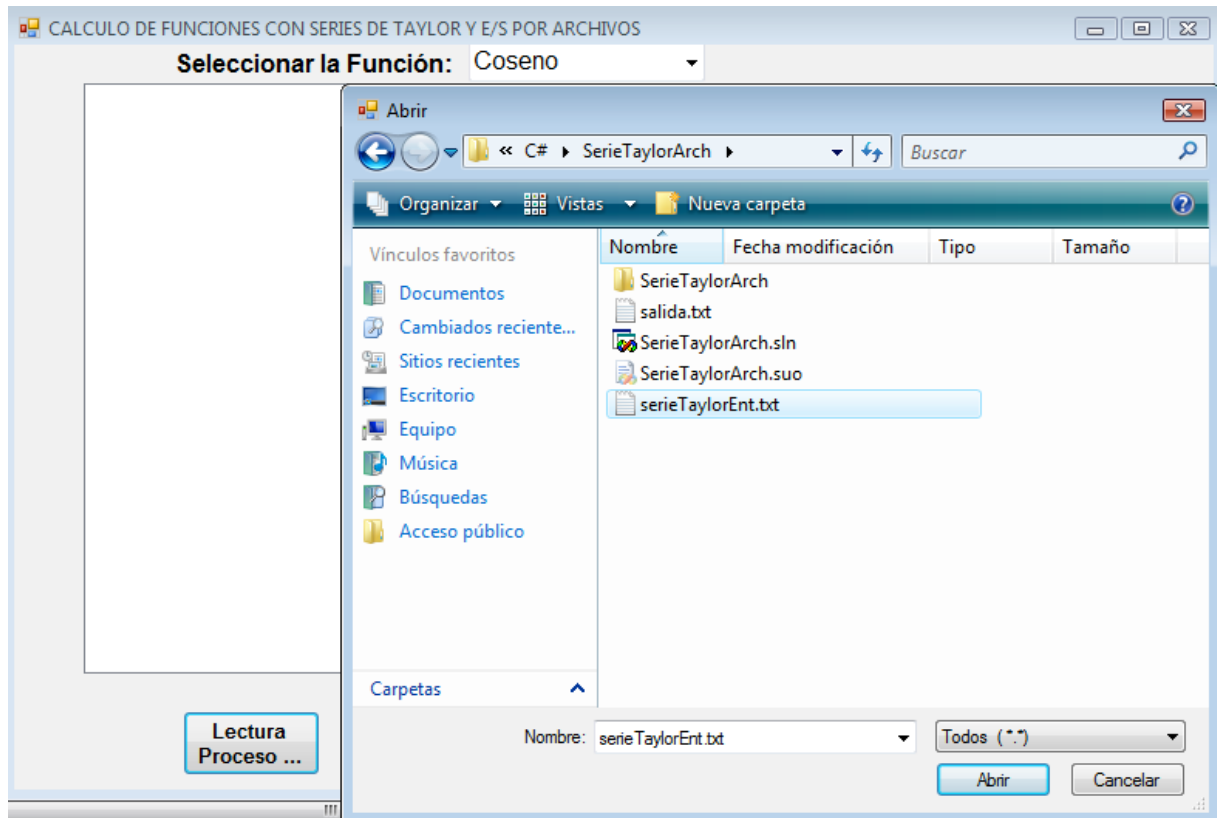 CALCULO DE FUNCIONES CON SERIES DE TAYLOR Y E/S POR ARCHIVOS
Seleccionar la Función: Coseno
Abrir
« C# SerieTaylorArch
Buscar
Organizar Vistas Nueva carpeta
Vínculos favoritos
Documentos
Cambiados reciente...
Sitios recientes
Escritorio
Equipo
Música
Búsquedas
Acceso público
Carpetas
Nombre Fecha modificación Tipo Tamaño
SerieTaylorArch
salida.txt
SerieTaylorArch.sln
SerieTaylorArch.suo
serieTaylorEnt.txt
Nombre: serieTaylorEnt.txt
Todos (*.*)
Abrir Cancelar
Lectura
Proceso ...